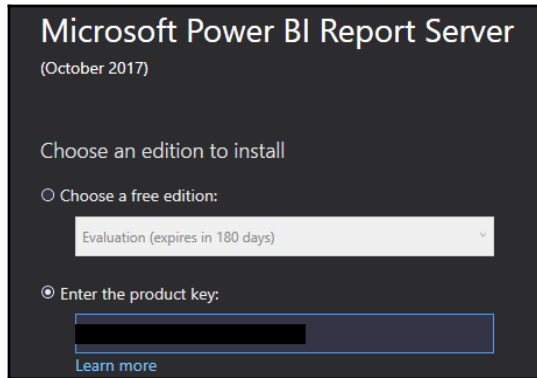 Microsoft Power BI Report Server
(October 2017)
Choose an edition to install
Choose a free edition:
Evaluation (expires in 180 days)
Enter the product key:
Learn more